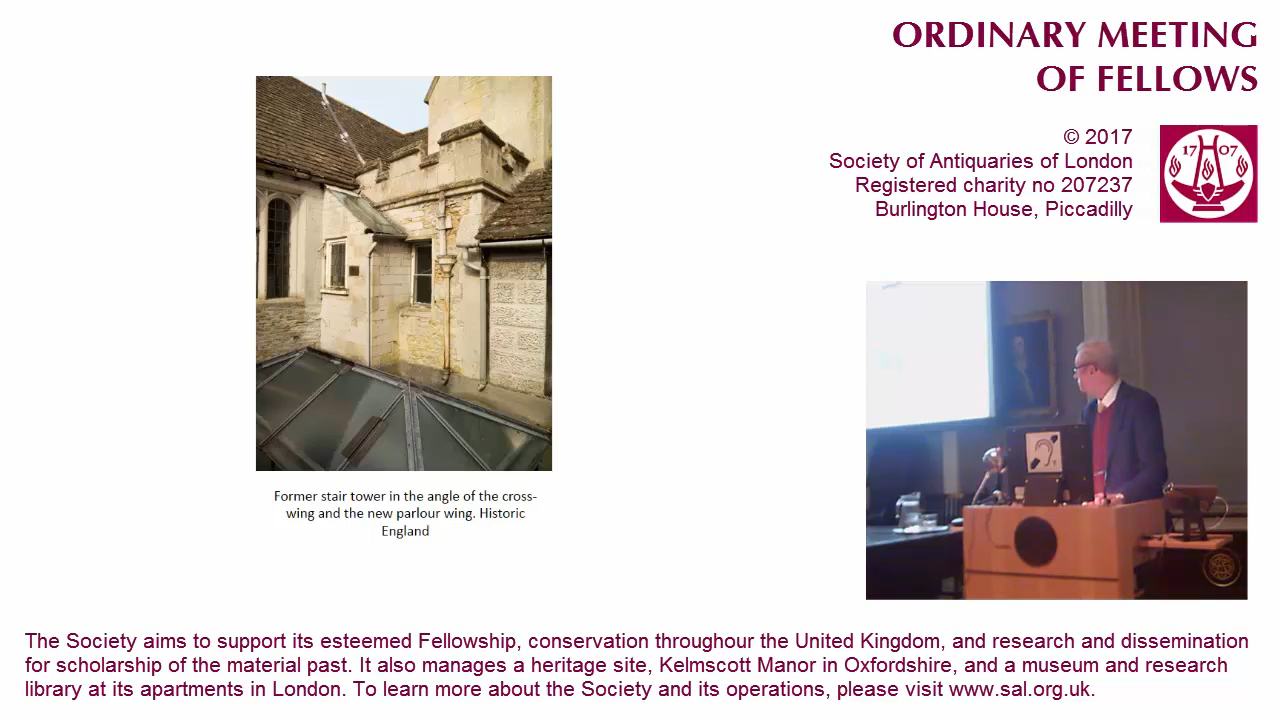 ORDINARY MEETING
OF FELLOWS
© 2017
Society of Antiquaries of London
Registered charity no 207237
Burlington House, Piccadilly
17 07
Former stair tower in the angle of the cross-
wing and the new parlour wing. Historic
England
The Society aims to support its esteemed Fellowship, conservation throughour the United Kingdom, and research and dissemination
for scholarship of the material past. It also manages a heritage site, Kelmscott Manor in Oxfordshire, and a museum and research
library at its apartments in London. To learn more about the Society and its operations, please visit www.sal.org.uk.